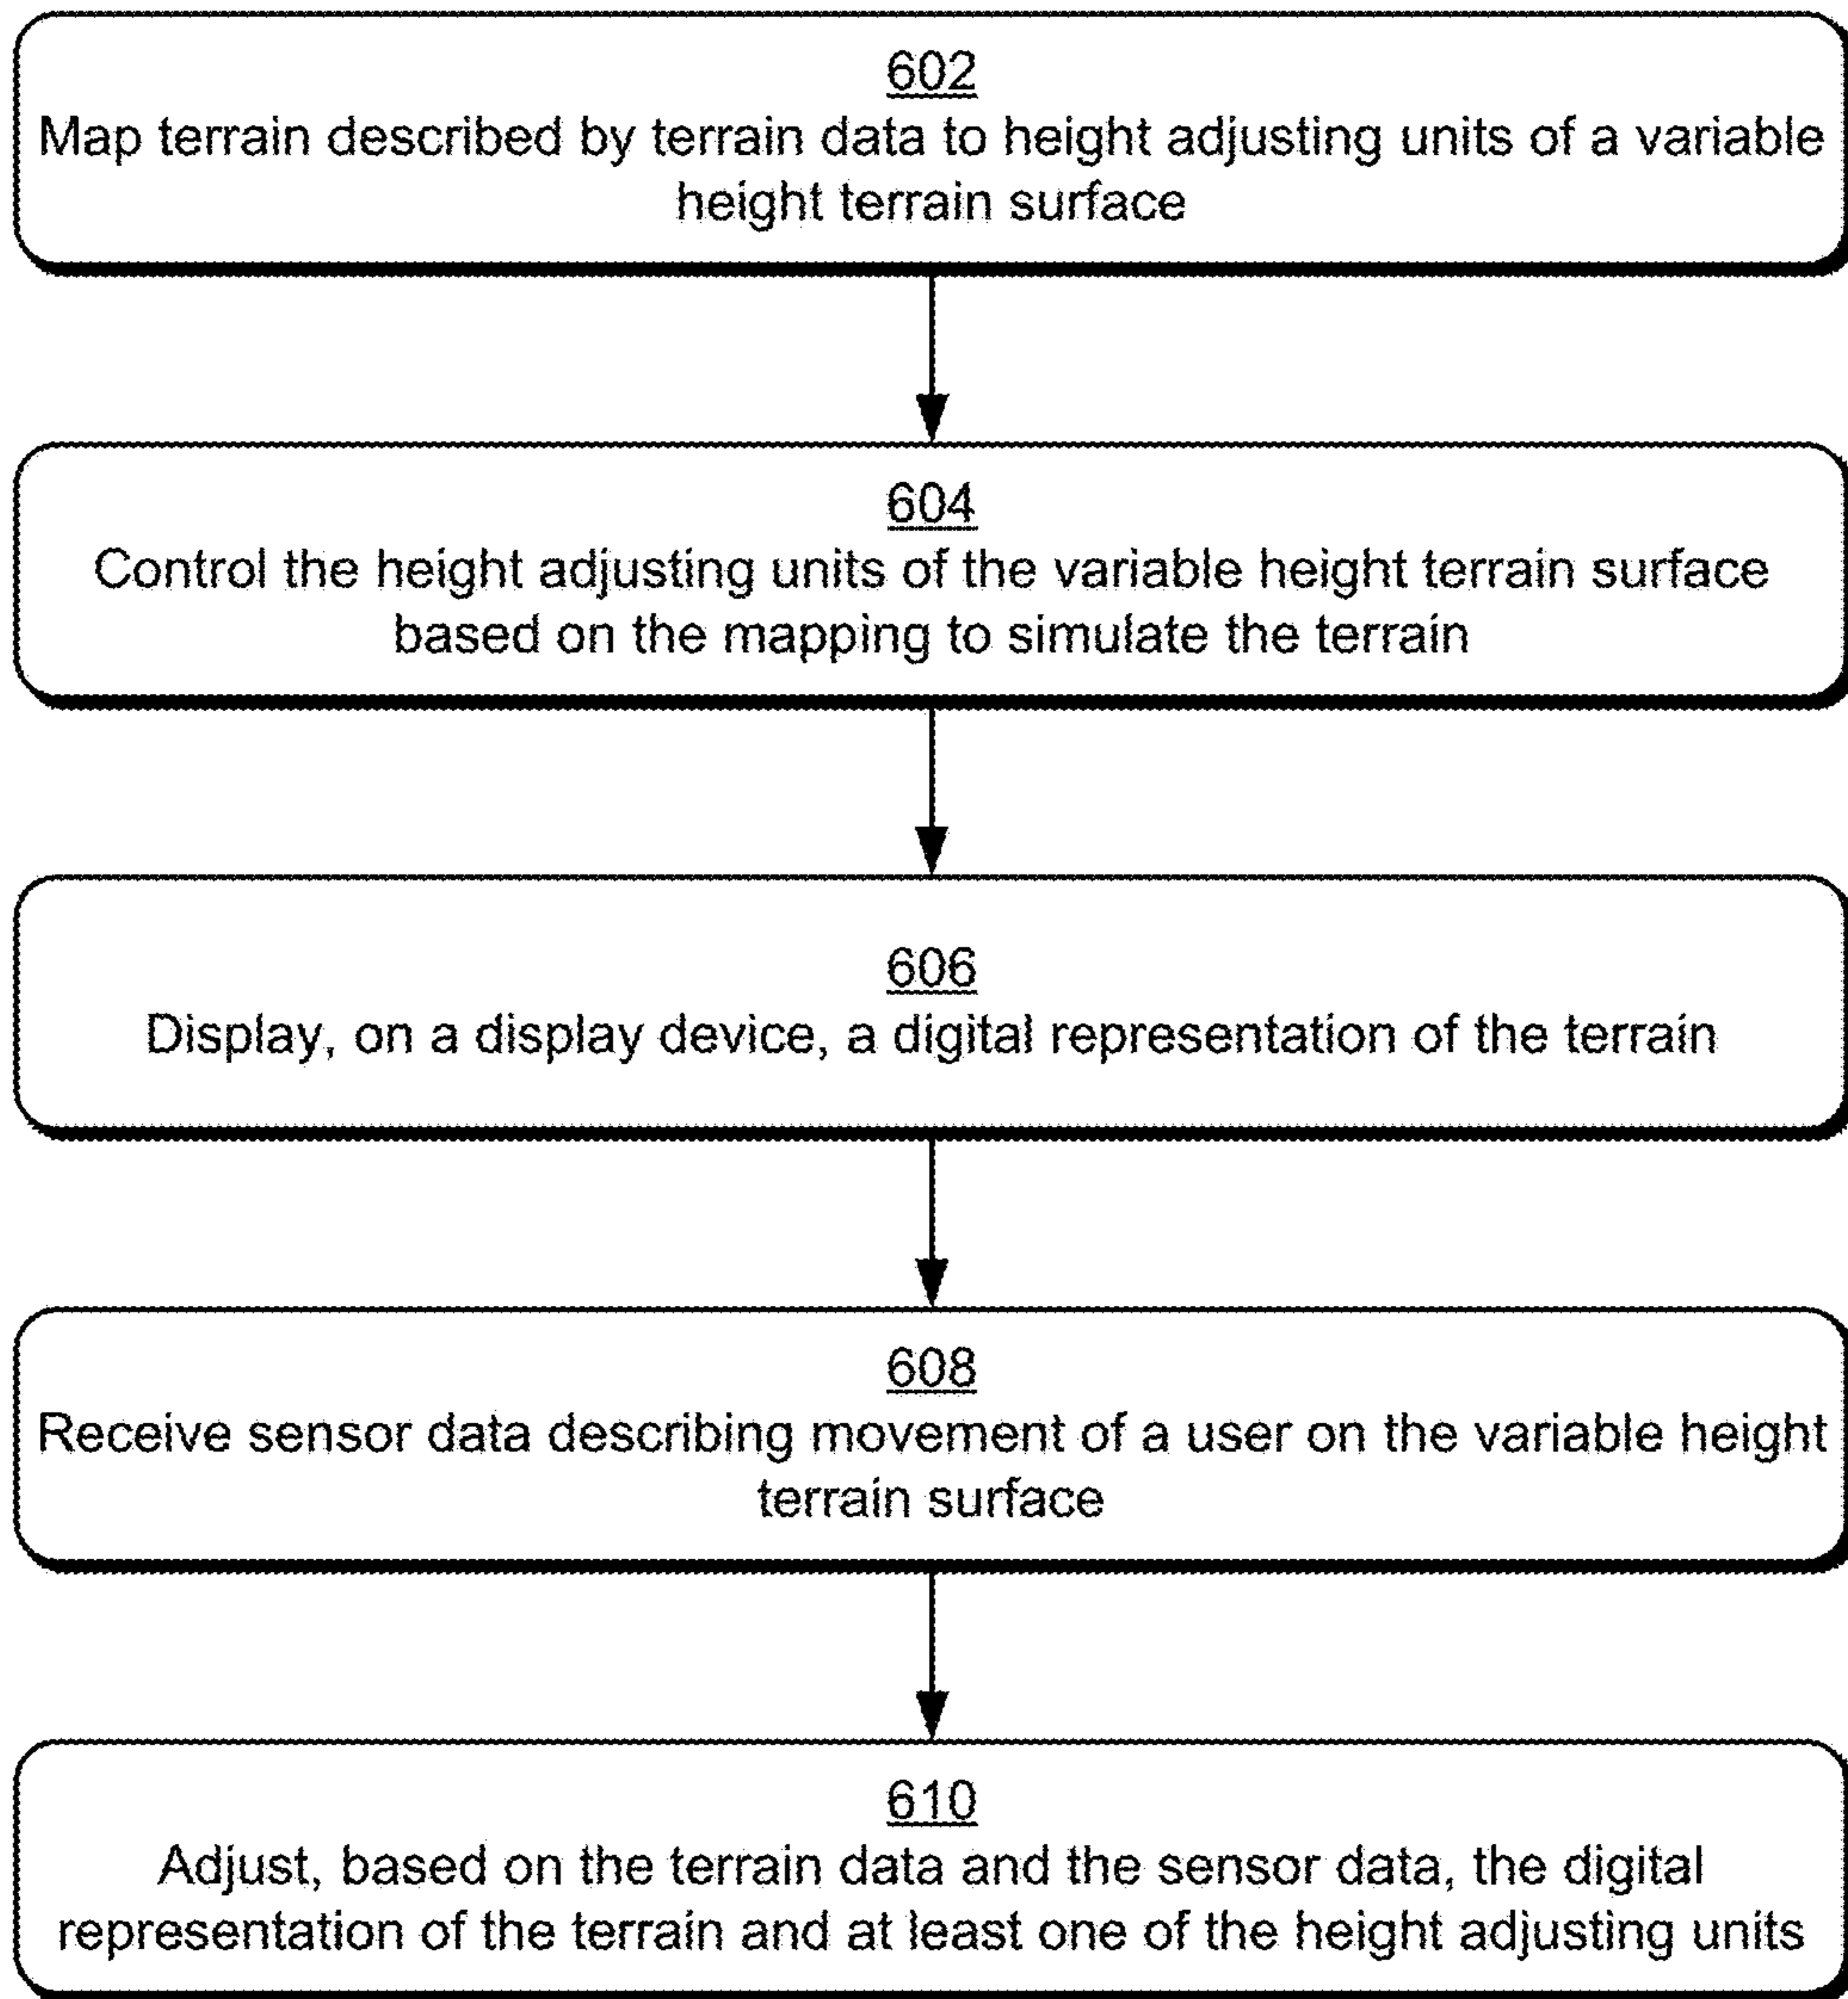 602
Map terrain described by terrain data to height adjusting units of a variable
height terrain surface
604
Control the height adjusting units of the variable height terrain surface
based on the mapping to simulate the terrain
606
Display, on a display device, a digital representation of the terrain
608
Receive sensor data describing movement of a user on the variable height
terrain surface
610
Adjust, based on the terrain data and the sensor data, the digital
representation of the terrain and at least one of the height adjusting units